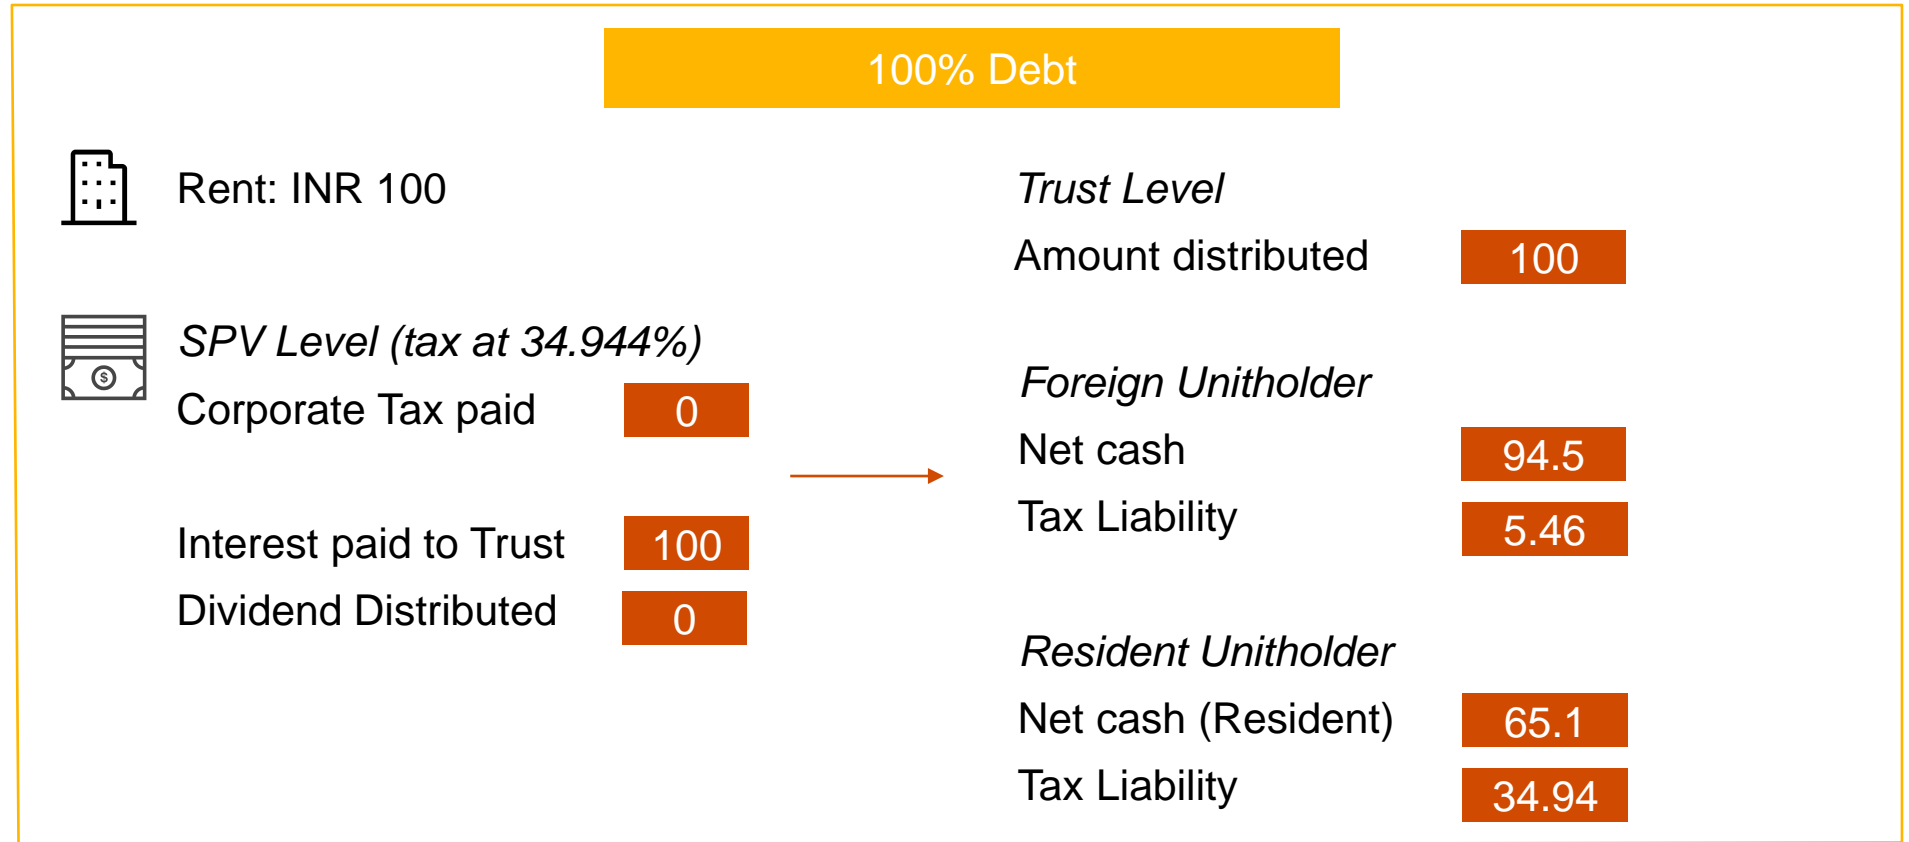 100% Debt
Rent: INR 100
SPV Level (tax at 34.944%)
$
Corporate Tax paid 0
Interest paid to Trust 100
Dividend Distributed 0
Trust Level
Amount distributed 100
Foreign Unitholder
Net cash 94.5
Tax Liability 5.46
Resident Unitholder
Net cash (Resident) 65.1
Tax Liability 34.94